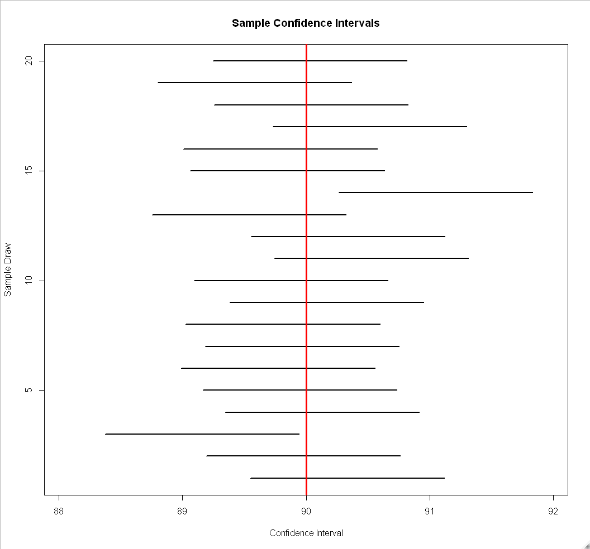 Sample Confidence Intervals
20
15
10
5
Sample Draw
88 89 90 91 92
Confidence Interval